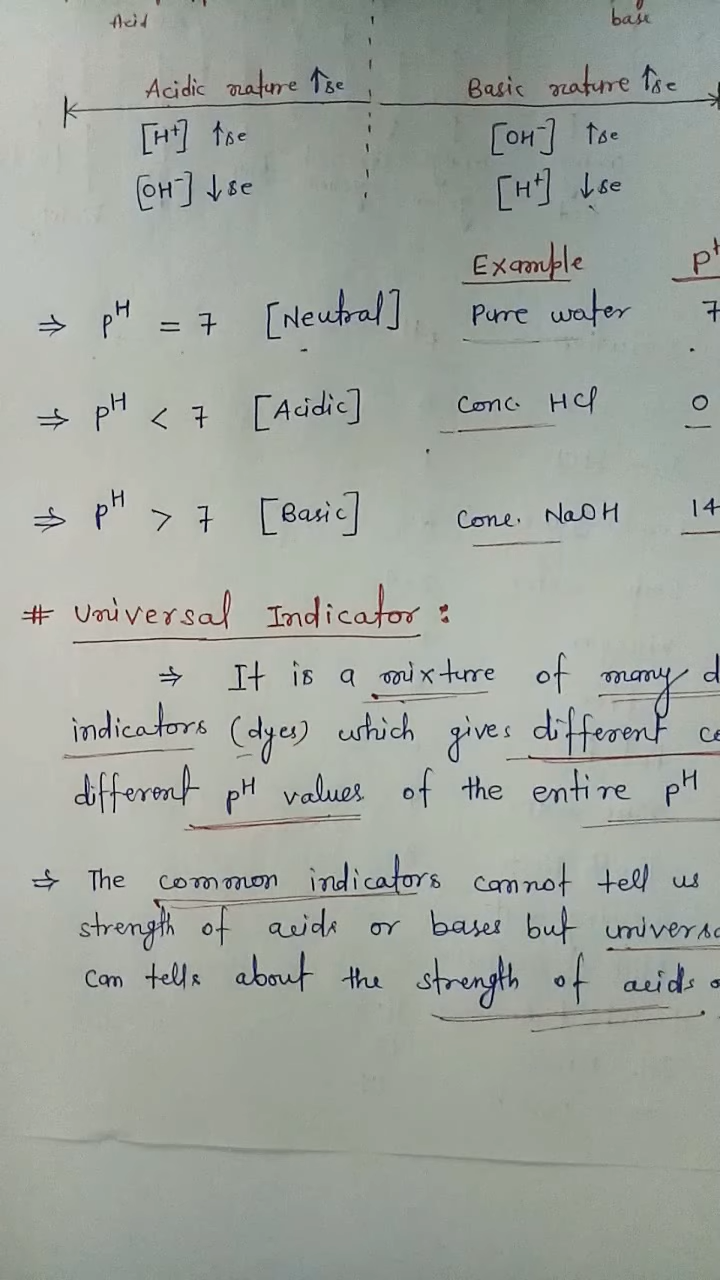 Acid base
Acidic nature ↑se Basic nature ↑se
[H⁺] ↑se [OH⁻] ↑se
[OH⁻] ↓se [H⁺] ↓se
Example
⇒ pᴴ = 7 [Neutral] Pure water 7
⇒ pᴴ < 7 [Acidic] Conc. HCl 0
⇒ pᴴ > 7 [Basic] Conc. NaOH 14
# Universal Indicator :
⇒ It is a mixture of many d
indicators (dyes) which gives different co
different pᴴ values of the entire pᴴ
⇒ The common indicators cannot tell us
strength of acids or bases but universa
can tells about the strength of acids o